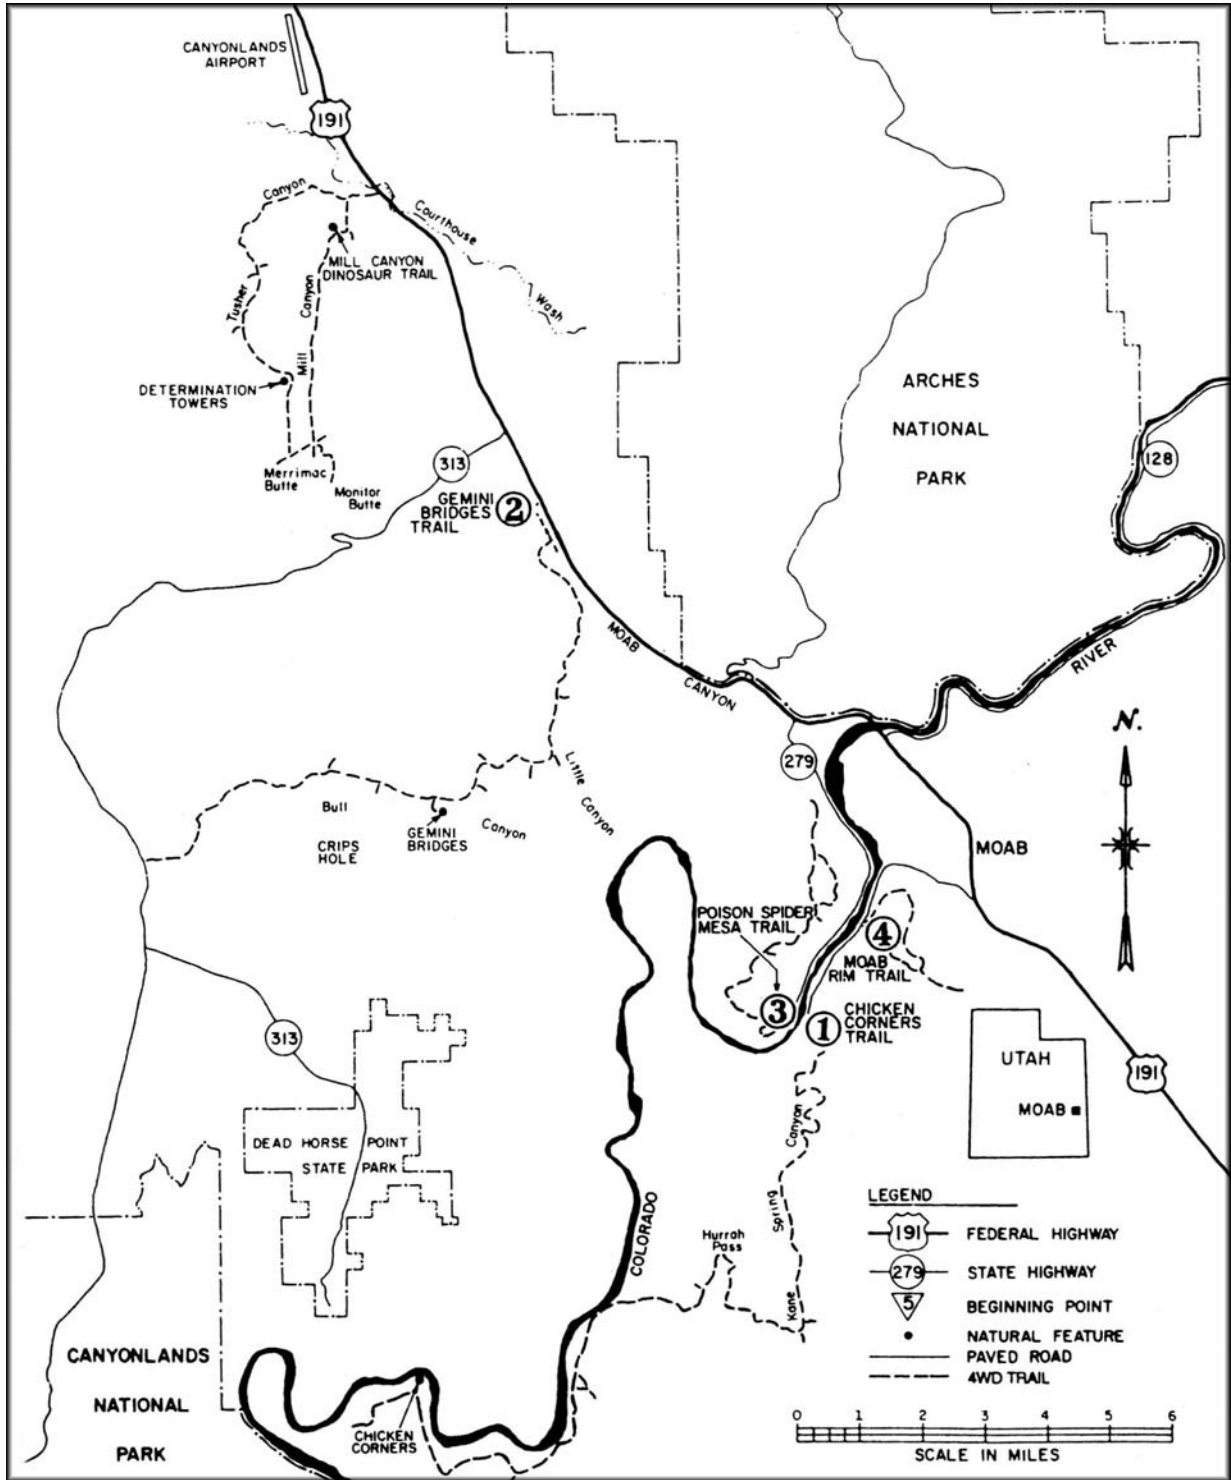 CANYONLANDS
AIRPORT
191
Canyon
Courthouse
Wash
MILL CANYON
DINOSAUR TRAIL
Tusher
Canyon
Mill
DETERMINATION
TOWERS
Merrimac
Butte
Monitor
Butte
313
GEMINI
BRIDGES
TRAIL
2
ARCHES
NATIONAL
PARK
128
RIVER
MOAB
CANYON
N.
279
Little
Canyon
Bull
Canyon
GEMINI
BRIDGES
CRIPS
HOLE
MOAB
POISON SPIDER
MESA TRAIL
4
MOAB
RIM TRAIL
3
1
CHICKEN
CORNERS
TRAIL
313
UTAH
MOAB
191
DEAD HORSE POINT
STATE PARK
Canyon
Spring
Kane
COLORADO
Hurrah
Pass
CANYONLANDS
NATIONAL
PARK
CHICKEN
CORNERS
LEGEND
191 FEDERAL HIGHWAY
279 STATE HIGHWAY
5 BEGINNING POINT
NATURAL FEATURE
PAVED ROAD
4WD TRAIL
0 1 2 3 4 5 6
SCALE IN MILES